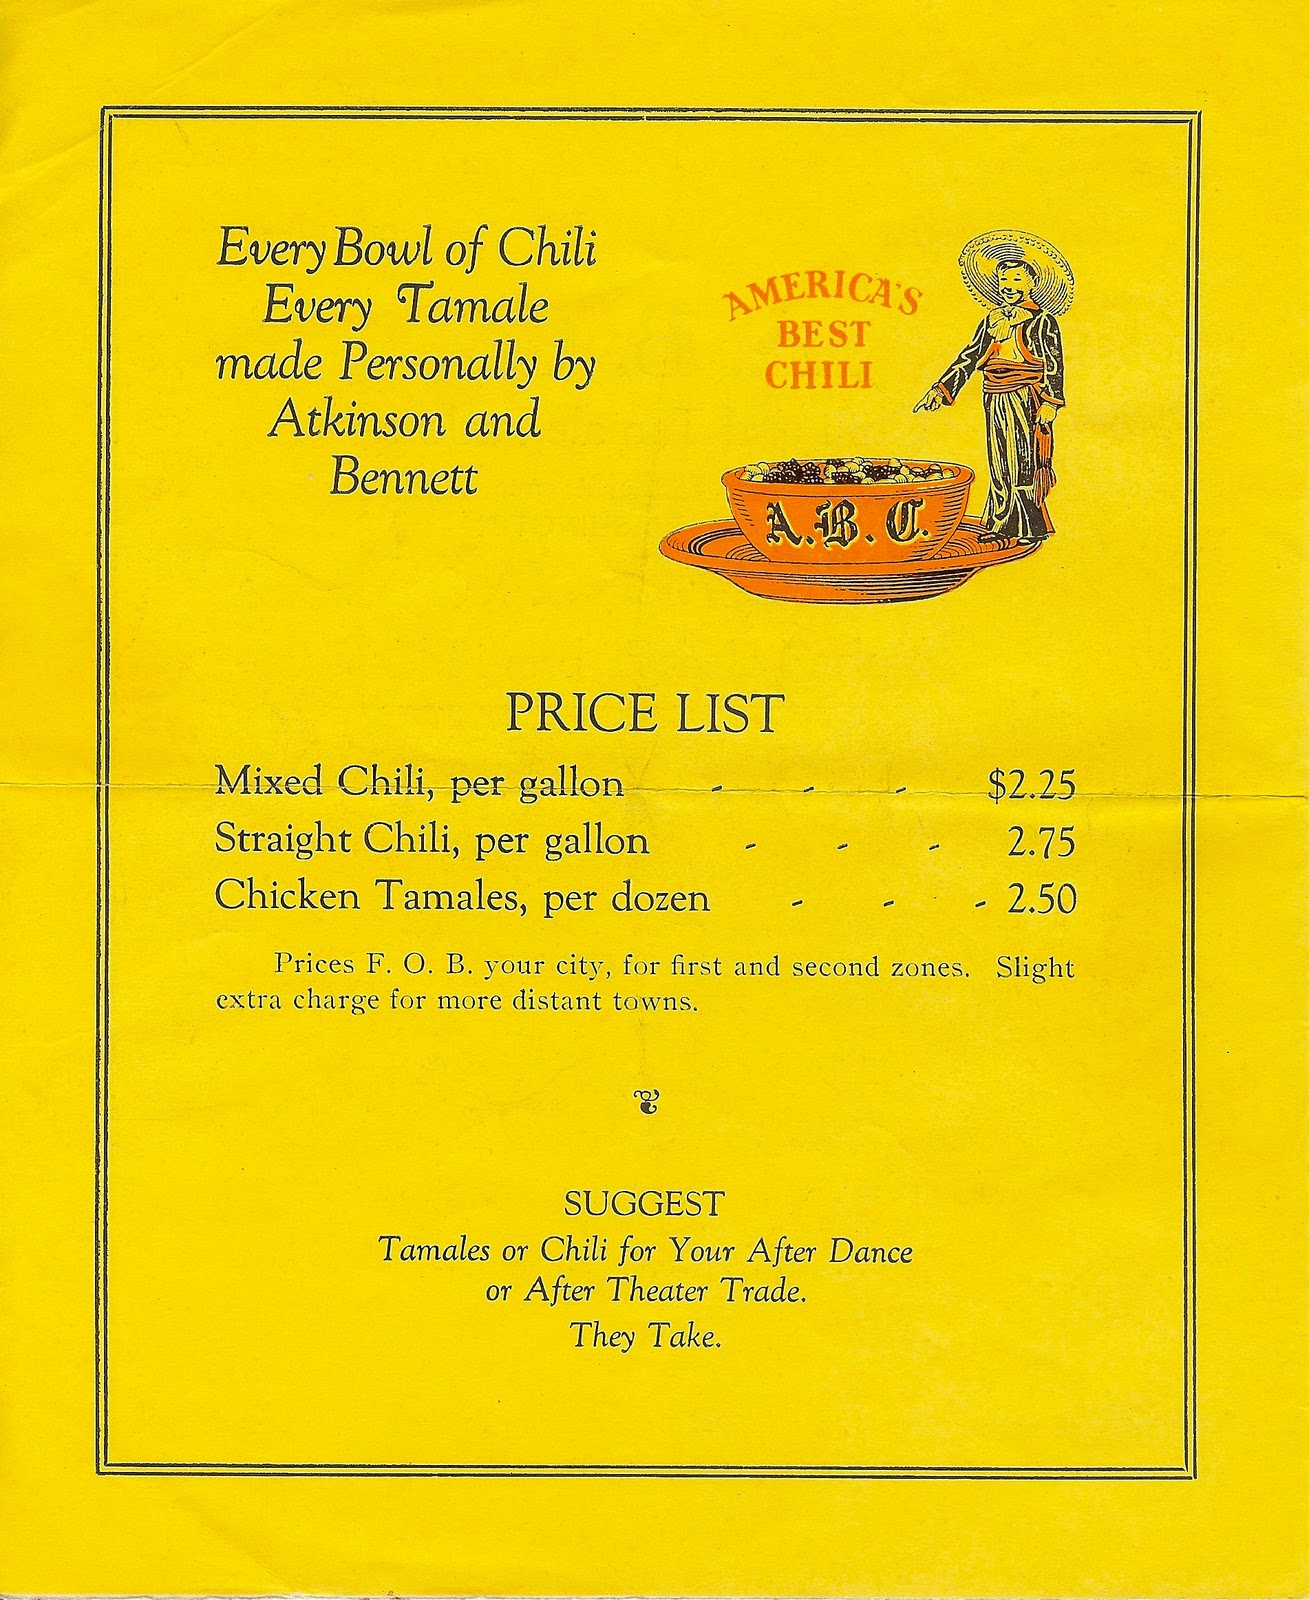 Every Bowl of Chili
Every Tamale
made Personally by
Atkinson and
Bennett
AMERICA'S
BEST
CHILI
A.B.C.
PRICE LIST
Mixed Chili, per gallon - - - $2.25
Straight Chili, per gallon - - - 2.75
Chicken Tamales, per dozen - - - 2.50
Prices F. O. B. your city, for first and second zones. Slight
extra charge for more distant towns.
SUGGEST
Tamales or Chili for Your After Dance
or After Theater Trade.
They Take.